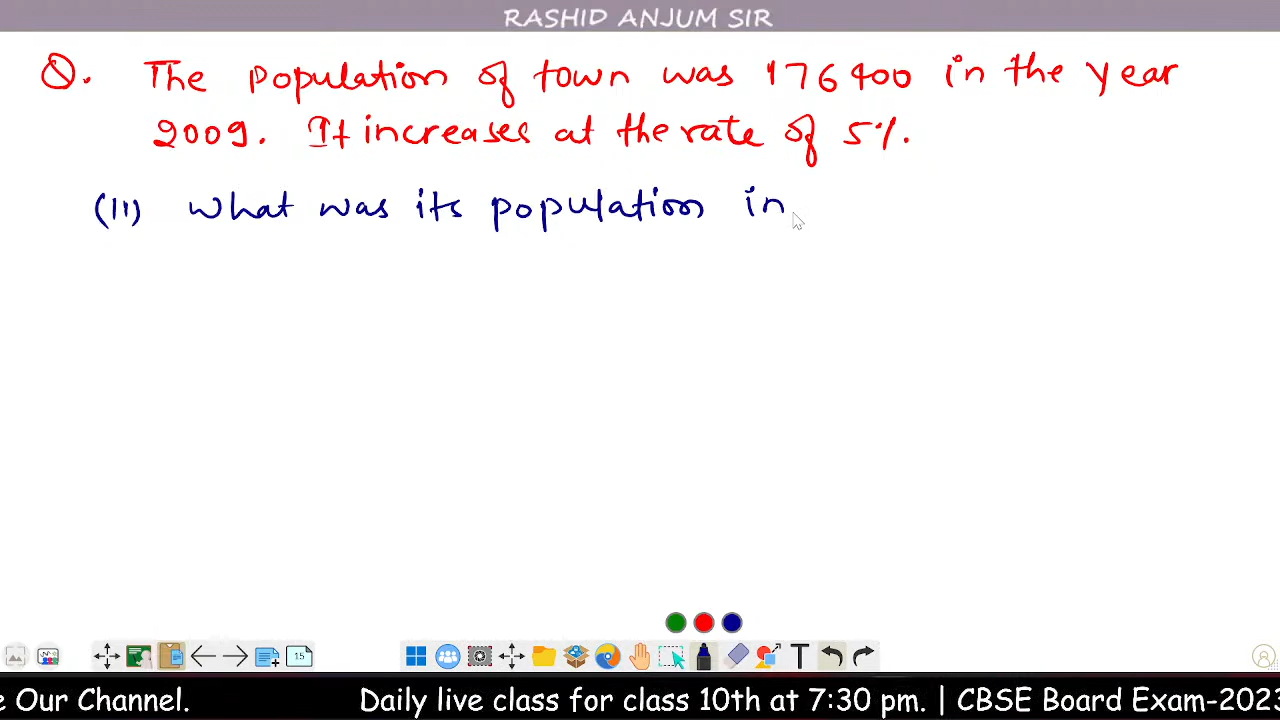 RASHID ANJUM SIR
Q. The population of town was 176400 in the year
2009. It increases at the rate of 5%.
(II) What was its population in
15
e Our Channel. Daily live class for class 10th at 7:30 pm. | CBSE Board Exam-2023